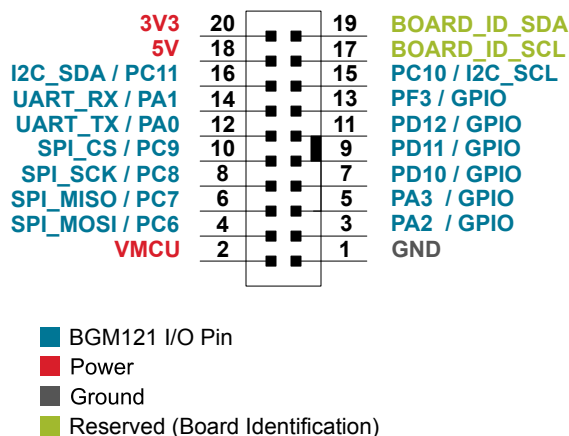 3V3 20 19 BOARD_ID_SDA
5V 18 17 BOARD_ID_SCL
I2C_SDA / PC11 16 15 PC10 / I2C_SCL
UART_RX / PA1 14 13 PF3 / GPIO
UART_TX / PA0 12 11 PD12 / GPIO
SPI_CS / PC9 10 9 PD11 / GPIO
SPI_SCK / PC8 8 7 PD10 / GPIO
SPI_MISO / PC7 6 5 PA3 / GPIO
SPI_MOSI / PC6 4 3 PA2 / GPIO
VMCU 2 1 GND
BGM121 I/O Pin
Power
Ground
Reserved (Board Identification)